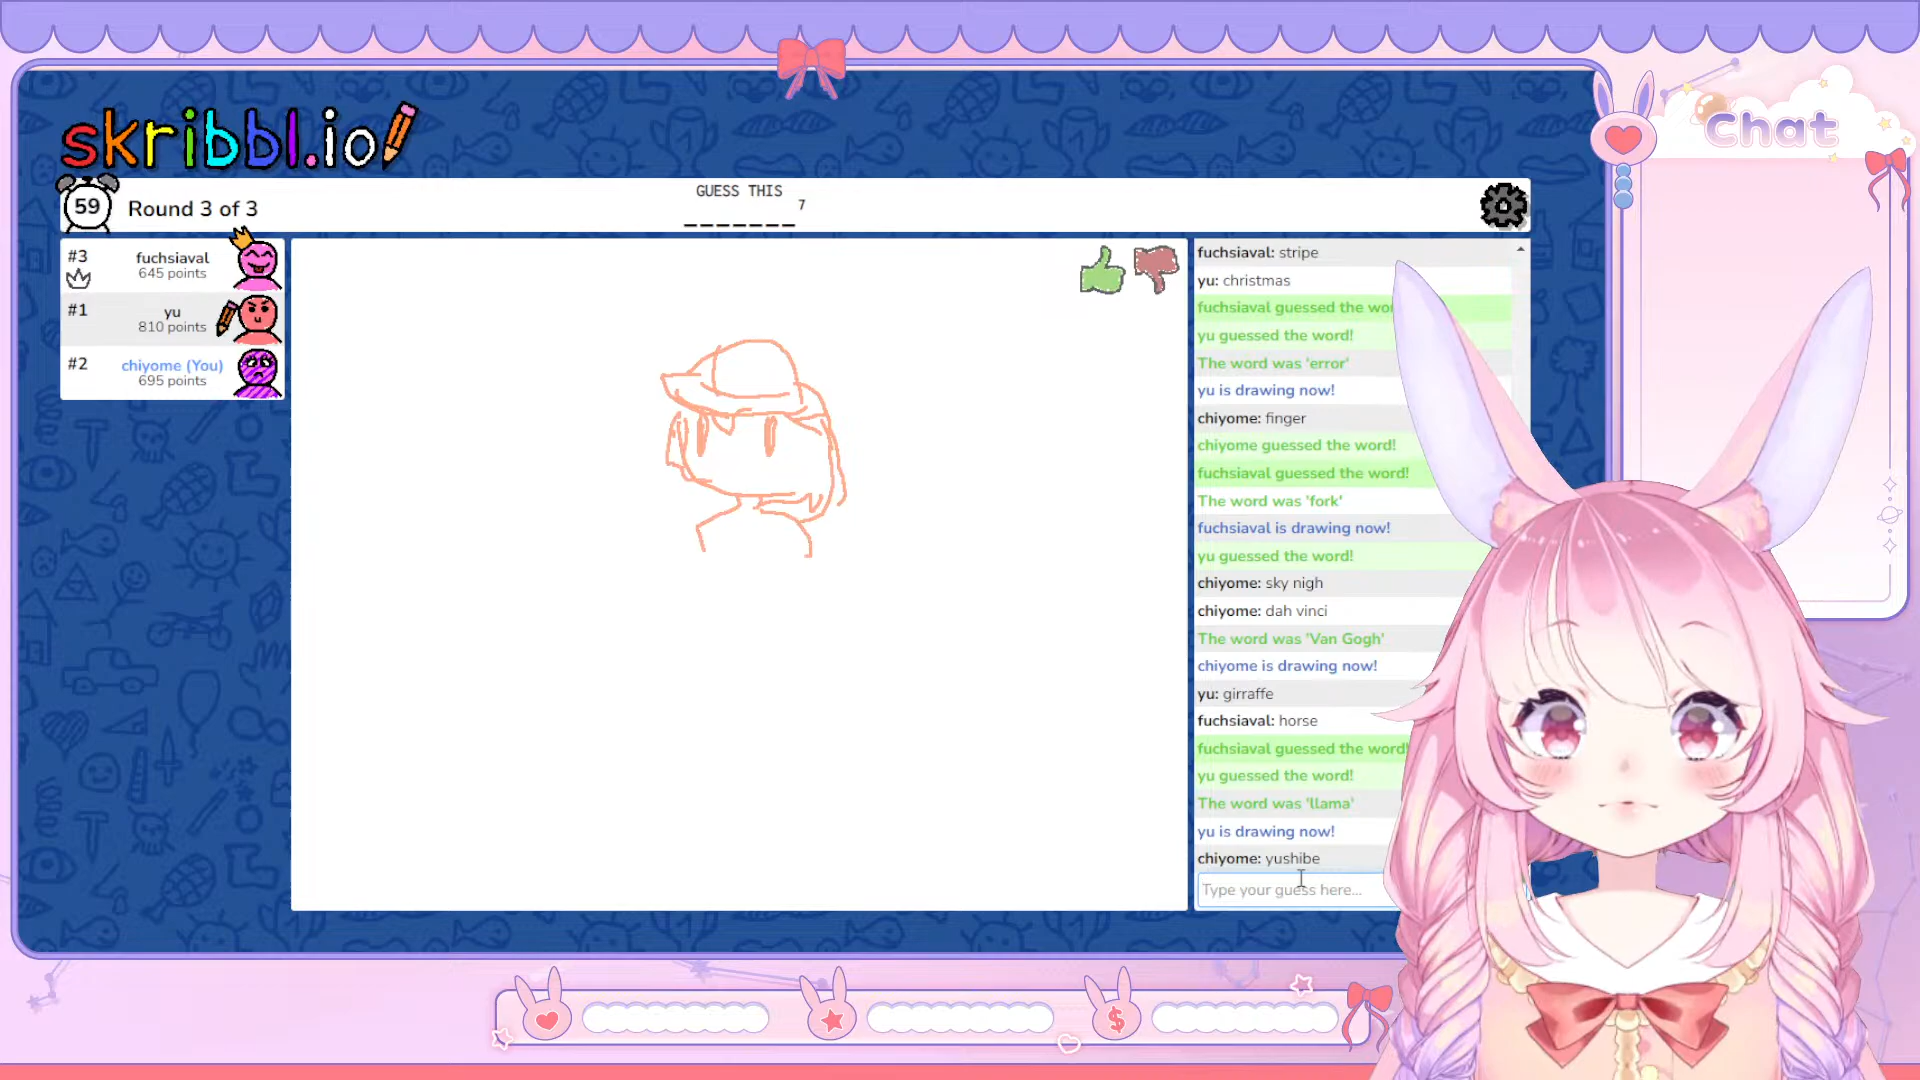 skribbl.io
Chat
59
Round 3 of 3
GUESS THIS
_______ 7
#3
fuchsiaval
645 points
#1
yu
810 points
#2
chiyome (You)
695 points
fuchsiaval: stripe
yu: christmas
fuchsiaval guessed the wor
yu guessed the word!
The word was 'error'
yu is drawing now!
chiyome: finger
chiyome guessed the word!
fuchsiaval guessed the word!
The word was 'fork'
fuchsiaval is drawing now!
yu guessed the word!
chiyome: sky nigh
chiyome: dah vinci
The word was 'Van Gogh'
chiyome is drawing now!
yu: girraffe
fuchsiaval: horse
fuchsiaval guessed the word!
yu guessed the word!
The word was 'llama'
yu is drawing now!
chiyome: yushibe
Type your guess here...
$